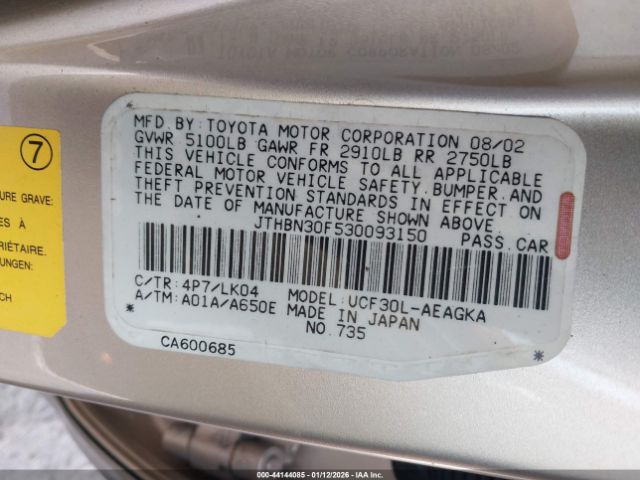 MFD. BY: TOYOTA MOTOR CORPORATION 08/02
GVWR 5100LB GAWR FR 2910LB RR 2750LB
THIS VEHICLE CONFORMS TO ALL APPLICABLE
FEDERAL MOTOR VEHICLE SAFETY, BUMPER, AND
THEFT PREVENTION STANDARDS IN EFFECT ON
THE DATE OF MANUFACTURE SHOWN ABOVE.
JTHBN30F530093150 PASS. CAR
C/TR: 4P7/LK04 MODEL: UCF30L-AEAGKA
A/TM: A01A/A650E MADE IN JAPAN
NO. 735
CA600685
7
URE GRAVE:
ES À
PRIÉTAIRE.
UNGEN:
CH
000-44144085 01/12/2026 IAAI.COM